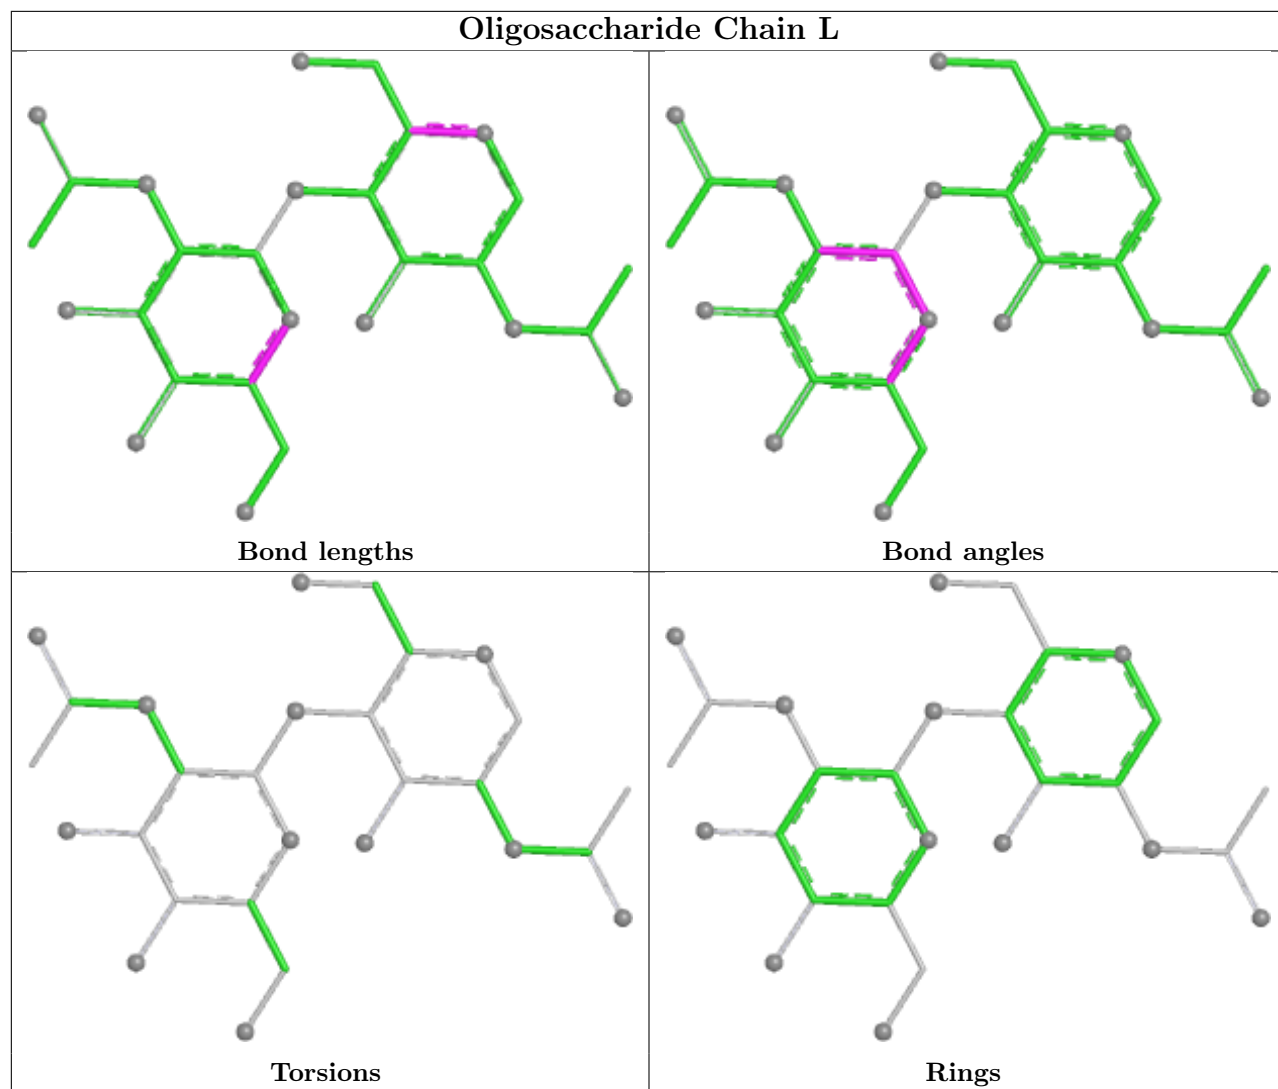 Oligosaccharide Chain L
Bond lengths
Bond angles
Torsions
Rings